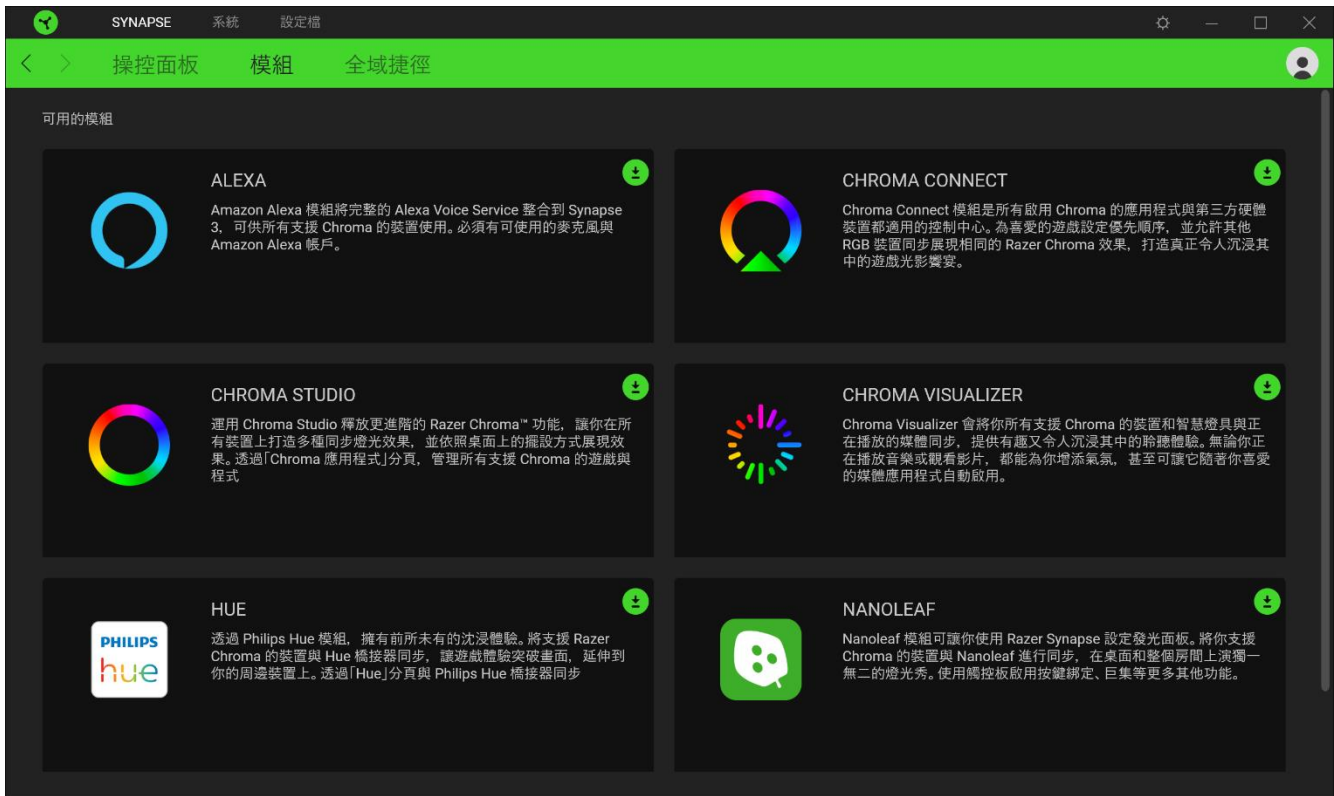 SYNAPSE 系統 設定檔
操控面板 模組 全域捷徑
可用的模組
ALEXA
Amazon Alexa 模組將完整的 Alexa Voice Service 整合到 Synapse
3，可供所有支援 Chroma 的裝置使用。必須有可使用的麥克風與
Amazon Alexa 帳戶。
CHROMA CONNECT
Chroma Connect 模組是所有啟用 Chroma 的應用程式與第三方硬體
裝置都適用的控制中心。為喜愛的遊戲設定優先順序，並允許其他
RGB 裝置同步展現相同的 Razer Chroma 效果，打造真正令人沉浸其
中的遊戲光影饗宴。
CHROMA STUDIO
運用 Chroma Studio 釋放更進階的 Razer Chroma™ 功能，讓你在所
有裝置上打造多種同步燈光效果，並依照桌面上的擺設方式展現效
果。透過「Chroma 應用程式」分頁，管理所有支援 Chroma 的遊戲與
程式
CHROMA VISUALIZER
Chroma Visualizer 會將你所有支援 Chroma 的裝置和智慧燈具與正
在播放的媒體同步，提供有趣又令人沉浸其中的聆聽體驗。無論你正
在播放音樂或觀看影片，都能為你增添氣氛，甚至可讓它隨著你喜愛
的媒體應用程式自動啟用。
PHILIPS
hue
HUE
透過 Philips Hue 模組，擁有前所未有的沈浸體驗。將支援 Razer
Chroma 的裝置與 Hue 橋接器同步，讓遊戲體驗突破畫面，延伸到
你的周邊裝置上。透過「Hue」分頁與 Philips Hue 橋接器同步
NANOLEAF
Nanoleaf 模組可讓你使用 Razer Synapse 設定發光面板。將你支援
Chroma 的裝置與 Nanoleaf 進行同步，在桌面和整個房間上演獨一
無二的燈光秀。使用觸控板啟用按鍵綁定、巨集等更多其他功能。